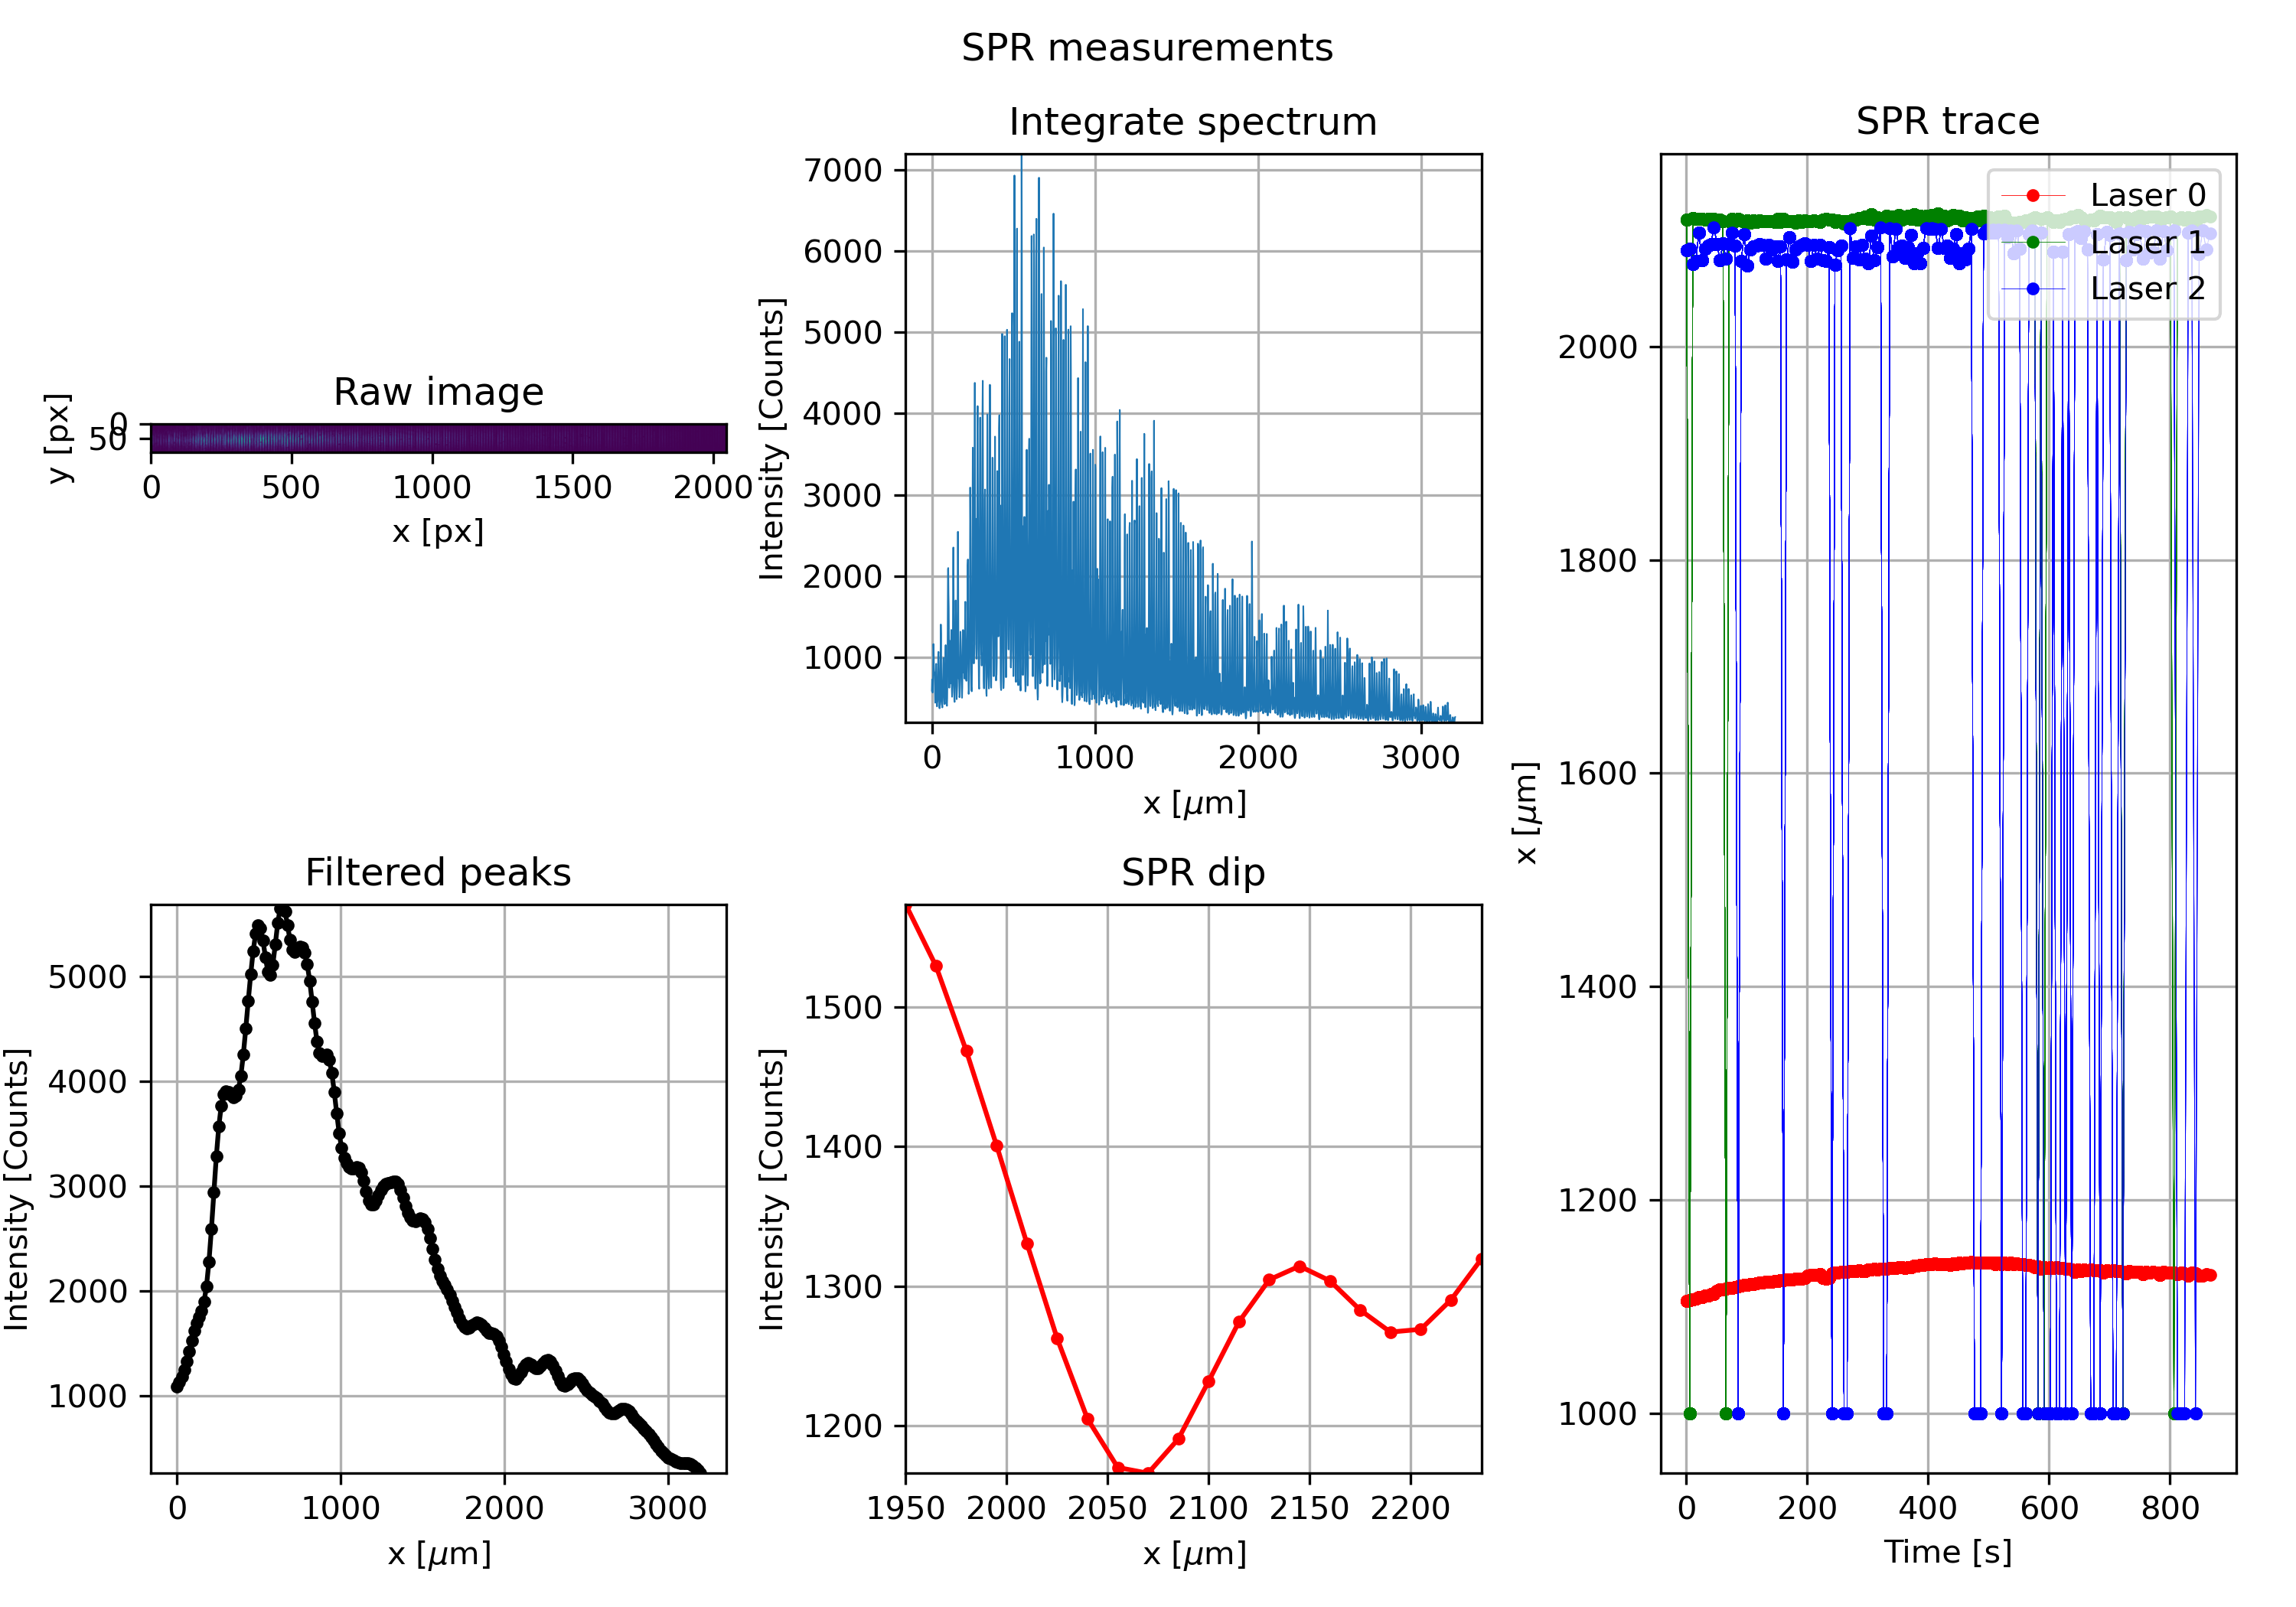 SPR measurements
Raw image
y [px]
0
50
0 500 1000 1500 2000
x [px]
Integrate spectrum
Intensity [Counts]
7000
6000
5000
4000
3000
2000
1000
0 1000 2000 3000
x [μm]
SPR trace
Laser 0
Laser 1
Laser 2
x [μm]
2000
1800
1600
1400
1200
1000
0 200 400 600 800
Time [s]
Filtered peaks
Intensity [Counts]
5000
4000
3000
2000
1000
0 1000 2000 3000
x [μm]
SPR dip
Intensity [Counts]
1500
1400
1300
1200
1950 2000 2050 2100 2150 2200
x [μm]